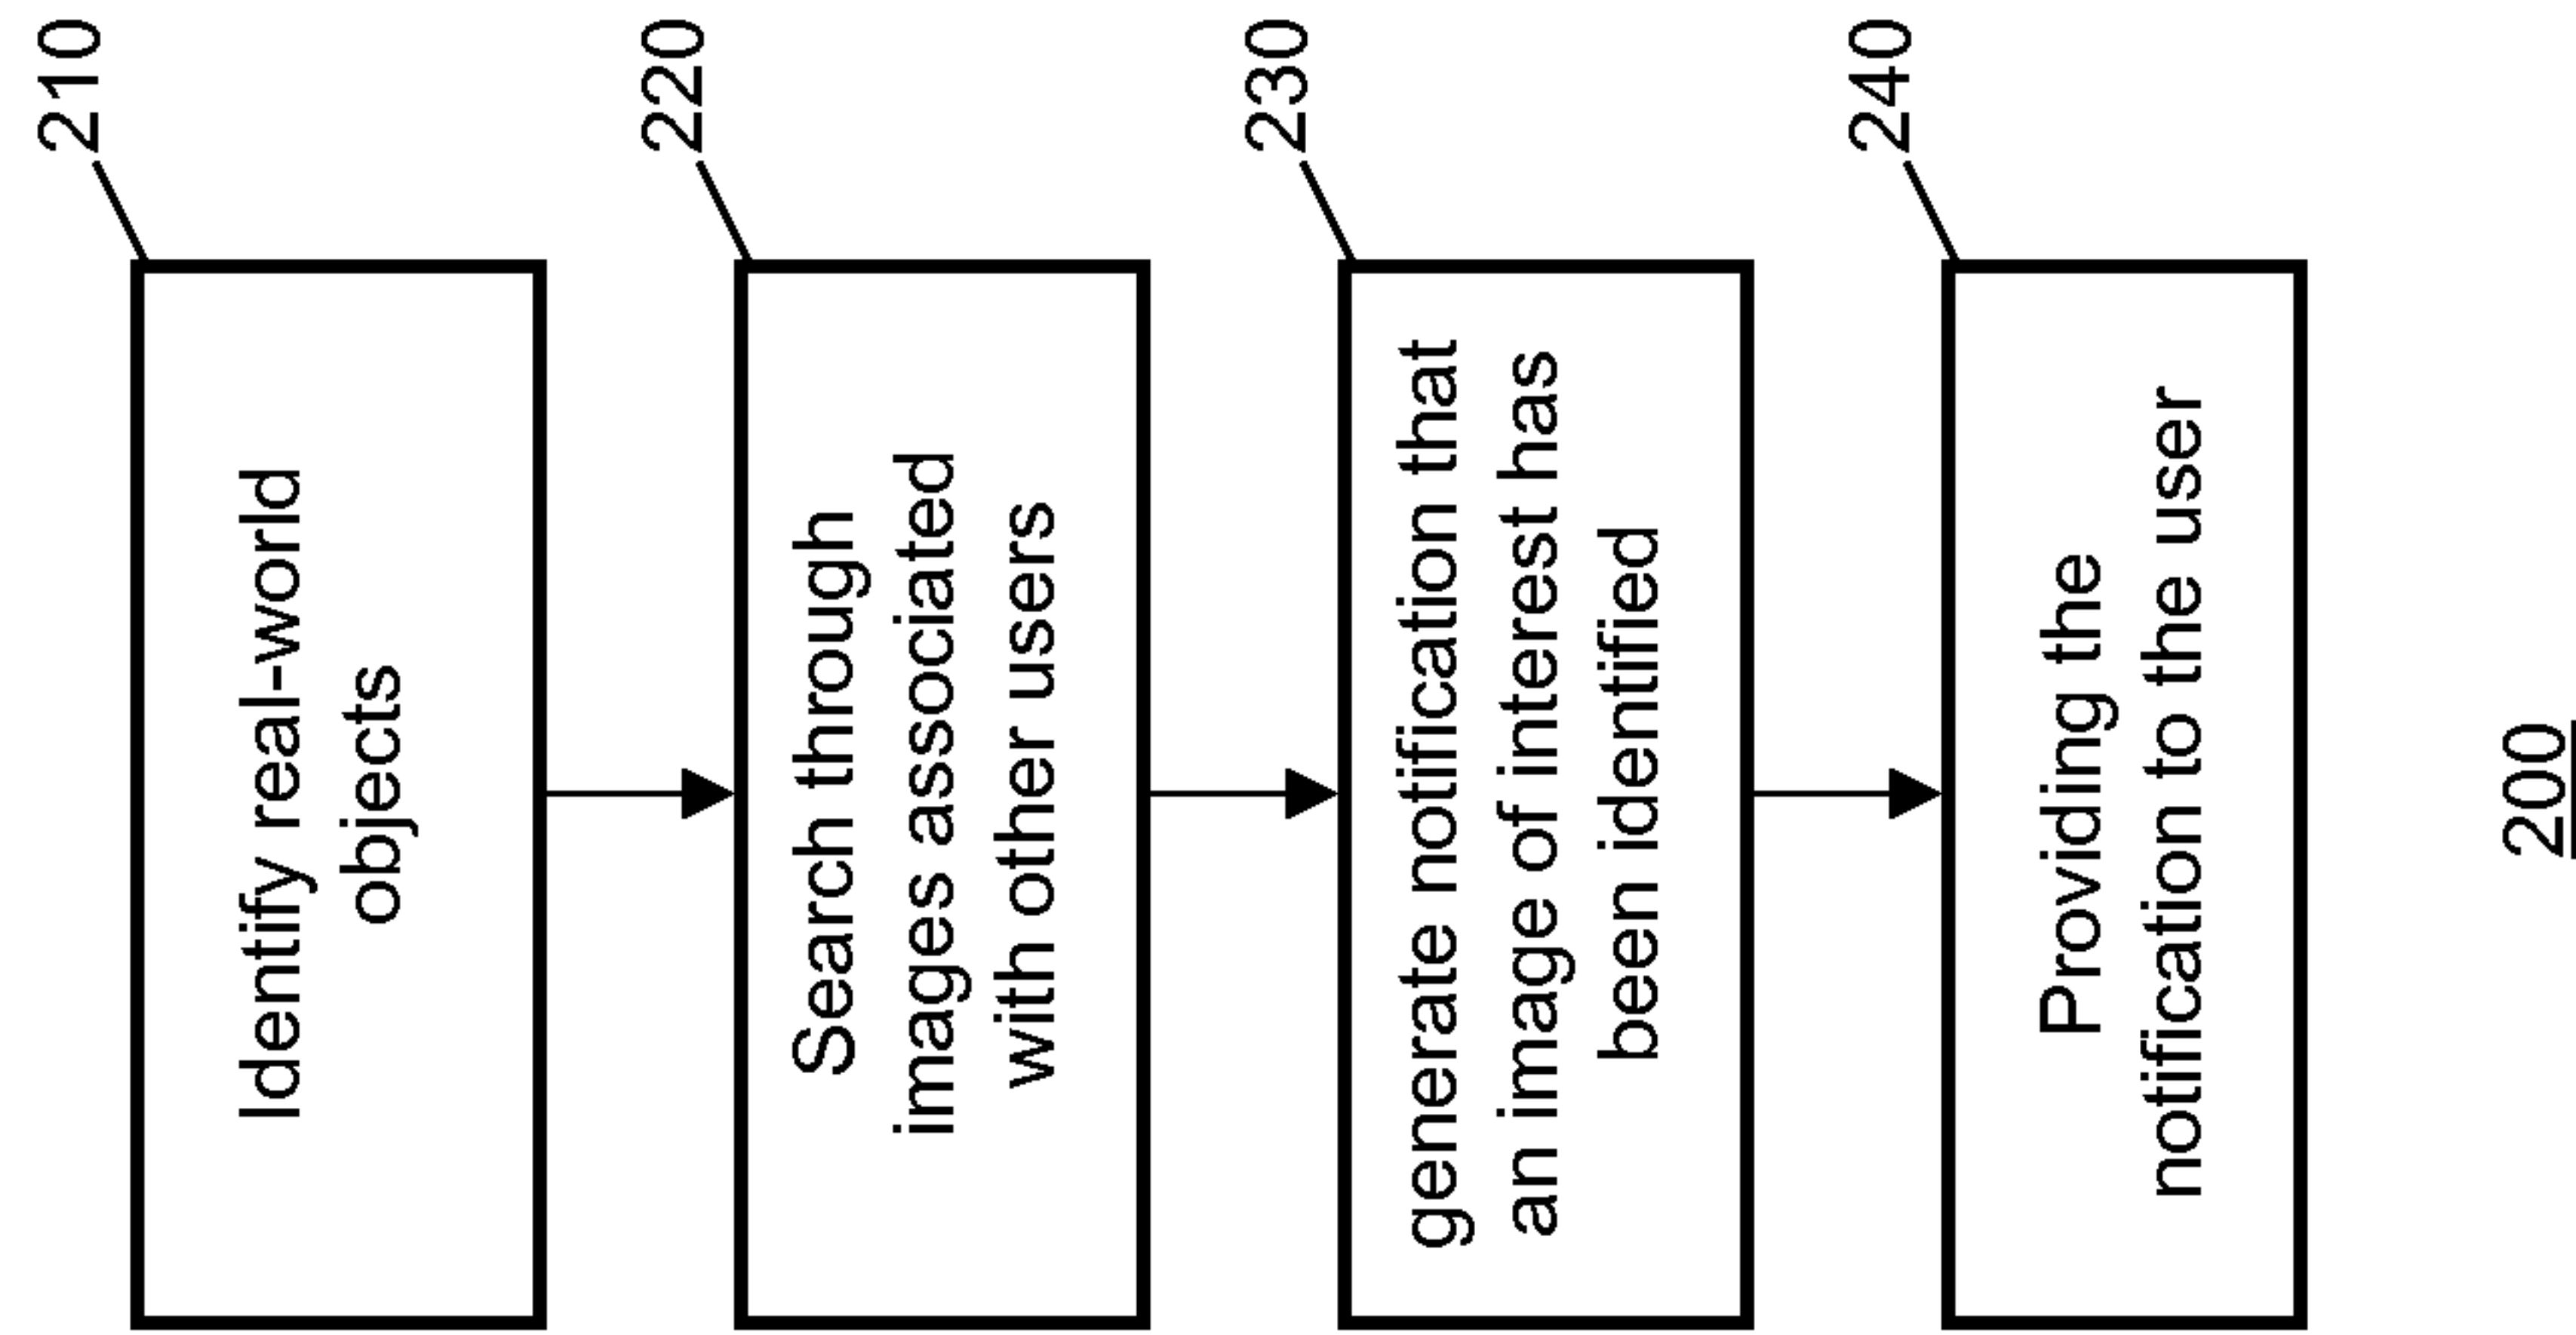 210
Identify real-world
objects
220
Search through
images associated
with other users
230
generate notification that
an image of interest has
been identified
240
Providing the
notification to the user
200